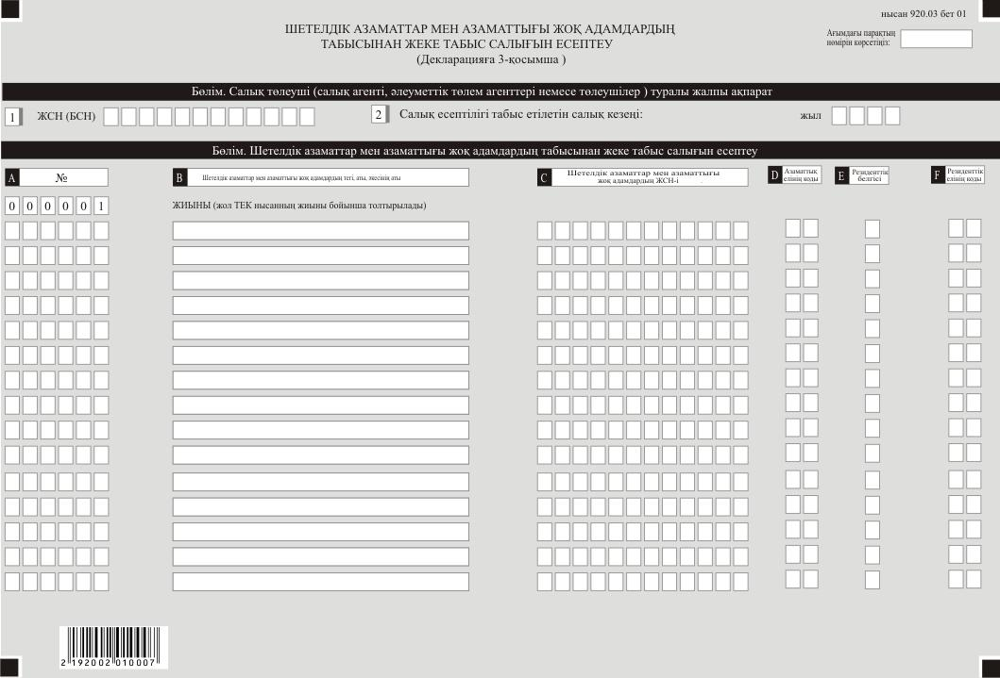 нысан 920.03 бет 01
ШЕТЕЛДІК АЗАМАТТАР МЕН АЗАМАТТЫҒЫ ЖОҚ АДАМДАРДЫҢ
ТАБЫСЫНАН ЖЕКЕ ТАБЫС САЛЫҒЫН ЕСЕПТЕУ
(Декларацияға 3-қосымша )
Ағымдағы парақтың
нөмірін көрсетіңіз:
Бөлім. Салық төлеуші (салық агенті, әлеуметтік төлем агенттері немесе төлеушілер ) туралы жалпы ақпарат
1 ЖСН (БСН) 2 Салық есептілігі табыс етілетін салық кезеңі: жыл
Бөлім. Шетелдік азаматтар мен азаматтығы жоқ адамдардың табысынан жеке табыс салығын есептеу
A №
B Шетелдік азаматтар мен азаматтығы жоқ адамдардың тегі, аты, әкесінің аты
C Шетелдік азаматтар мен азаматтығы
жоқ адамдардың ЖСН-і
D Азаматтық
елінің коды
E Резиденттік
белгісі
F Резиденттік
елінің коды
0 0 0 0 0 1 ЖИЫНЫ (жол ТЕК нысанның жиыны бойынша толтырылады)
2 192002 010007